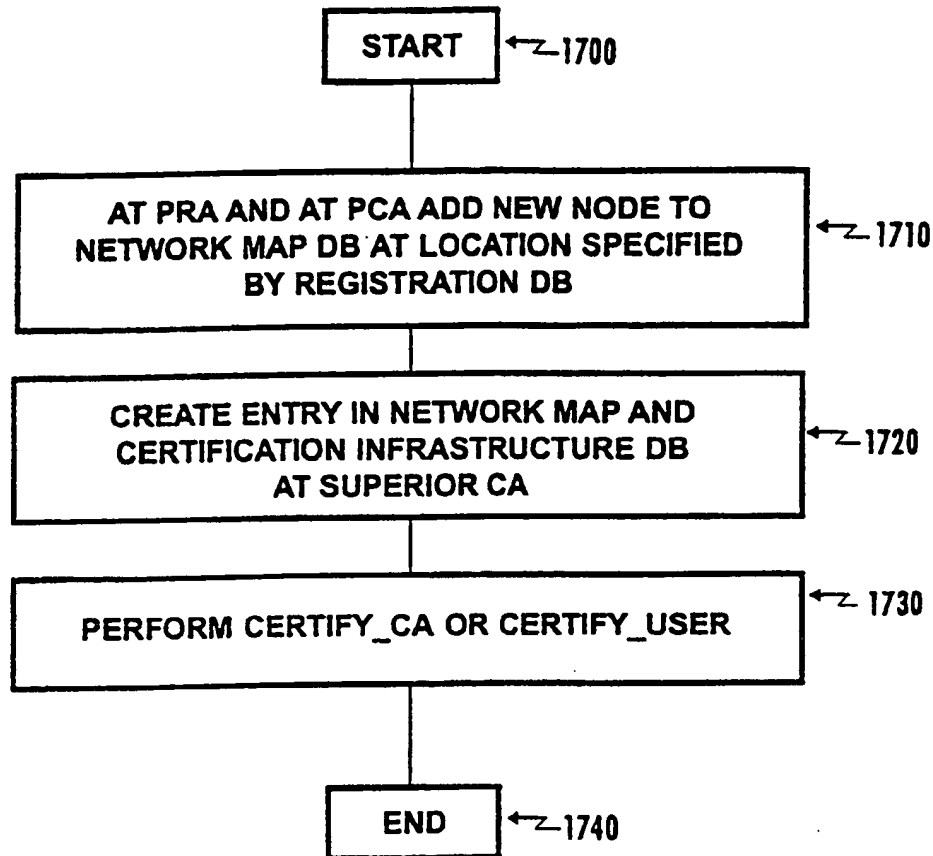 START
1700
AT PRA AND AT PCA ADD NEW NODE TO
NETWORK MAP DB AT LOCATION SPECIFIED
BY REGISTRATION DB
1710
CREATE ENTRY IN NETWORK MAP AND
CERTIFICATION INFRASTRUCTURE DB
AT SUPERIOR CA
1720
PERFORM CERTIFY_CA OR CERTIFY_USER
1730
END
1740